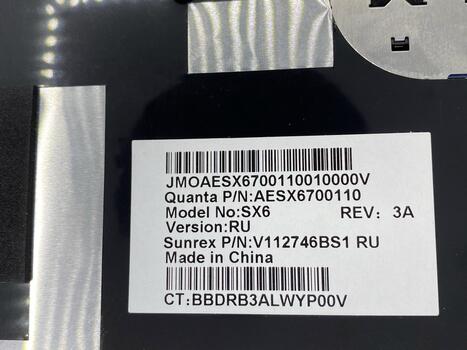 JMOAESX6700110010000V
Quanta P/N:AESX6700110
Model No:SX6 REV: 3A
Version:RU
Sunrex P/N:V112746BS1 RU
Made in China
CT:BBDRB3ALWYP00V